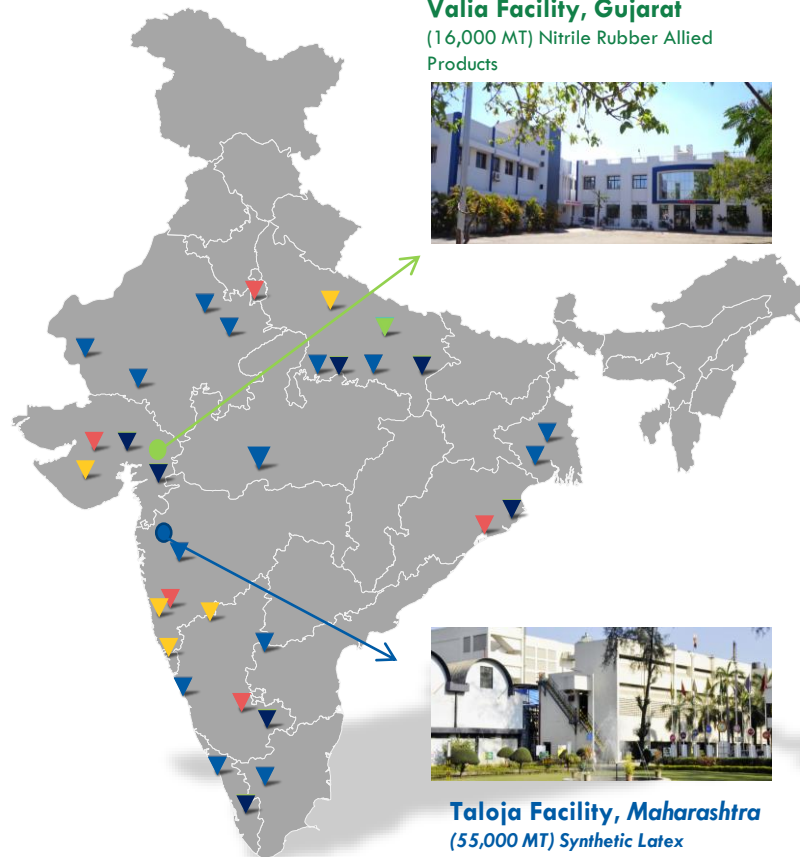 Valia Facility, Gujarat
(16,000 MT) Nitrile Rubber Allied
Products
Taloja Facility, Maharashtra
(55,000 MT) Synthetic Latex